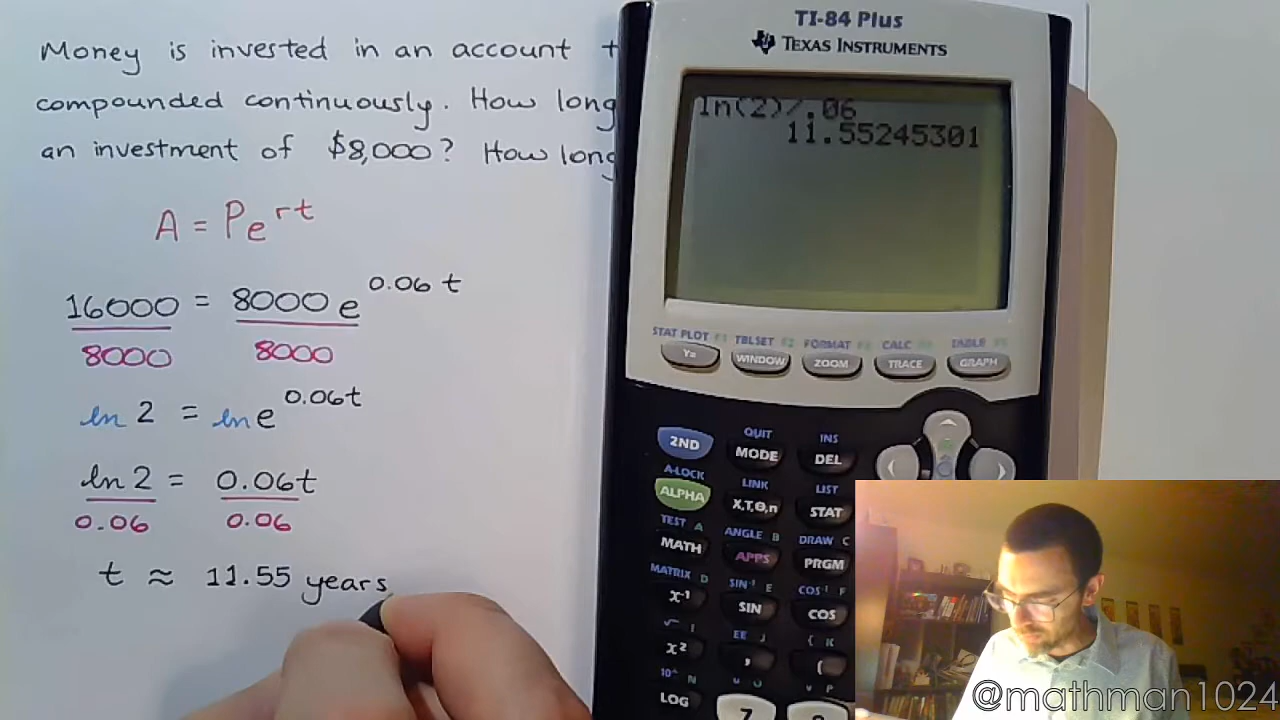 Money is invested in an account
compounded continuously. How long
an investment of $8,000? How long
A = Pe^rt
16000 = 8000 e^0.06 t
8000 8000
ln 2 = ln e^0.06t
ln 2 = 0.06t
0.06 0.06
t ≈ 11.55 years
TI-84 Plus
TEXAS INSTRUMENTS
ln(2)/.06
11.55245301
STAT PLOT F1 TBLSET F2 FORMAT F3 CALC F4 TABLE F5
Y= WINDOW ZOOM TRACE GRAPH
QUIT INS
2ND MODE DEL
A-LOCK LINK LIST
ALPHA X,T,θ,n STAT
TEST A ANGLE B DRAW C
MATH APPS PRGM
MATRIX D SIN⁻¹ E COS⁻¹ F
x⁻¹ SIN COS
√ I EE J { K
x² , (
10ˣ N u O v P
LOG 7 8
@mathman1024